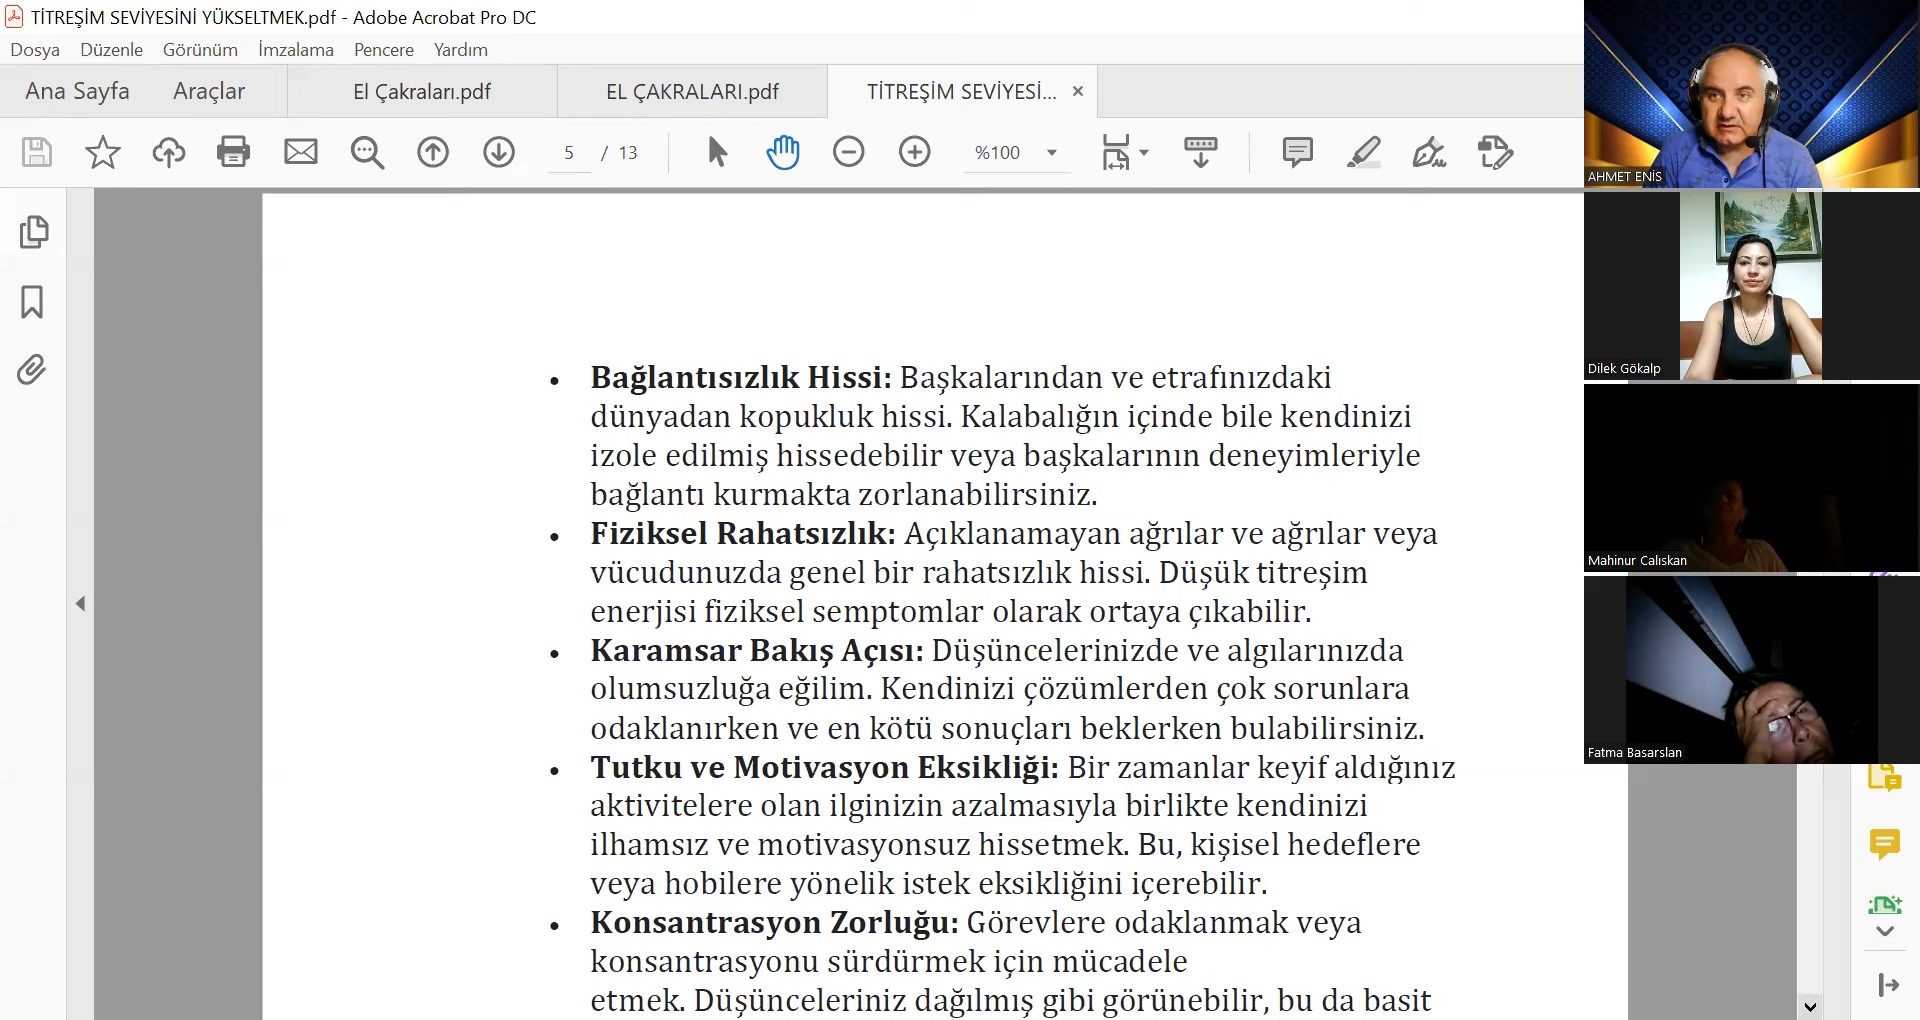 TİTREŞİM SEVİYESİNİ YÜKSELTMEK.pdf - Adobe Acrobat Pro DC
Dosya Düzenle Görünüm İmzalama Pencere Yardım
Ana Sayfa Araçlar El Çakraları.pdf EL ÇAKRALARI.pdf TİTREŞİM SEVİYESİ...
5 / 13 %100
AHMET ENİS
Dilek Gökalp
Mahinur Calıskan
Fatma Basarslan
• Bağlantısızlık Hissi: Başkalarından ve etrafınızdaki
dünyadan kopukluk hissi. Kalabalığın içinde bile kendinizi
izole edilmiş hissedebilir veya başkalarının deneyimleriyle
bağlantı kurmakta zorlanabilirsiniz.
• Fiziksel Rahatsızlık: Açıklanamayan ağrılar ve ağrılar veya
vücudunuzda genel bir rahatsızlık hissi. Düşük titreşim
enerjisi fiziksel semptomlar olarak ortaya çıkabilir.
• Karamsar Bakış Açısı: Düşüncelerinizde ve algılarınızda
olumsuzluğa eğilim. Kendinizi çözümlerden çok sorunlara
odaklanırken ve en kötü sonuçları beklerken bulabilirsiniz.
• Tutku ve Motivasyon Eksikliği: Bir zamanlar keyif aldığınız
aktivitelere olan ilginizin azalmasıyla birlikte kendinizi
ilhamsız ve motivasyonsuz hissetmek. Bu, kişisel hedeflere
veya hobilere yönelik istek eksikliğini içerebilir.
• Konsantrasyon Zorluğu: Görevlere odaklanmak veya
konsantrasyonu sürdürmek için mücadele
etmek. Düşünceleriniz dağılmış gibi görünebilir, bu da basit